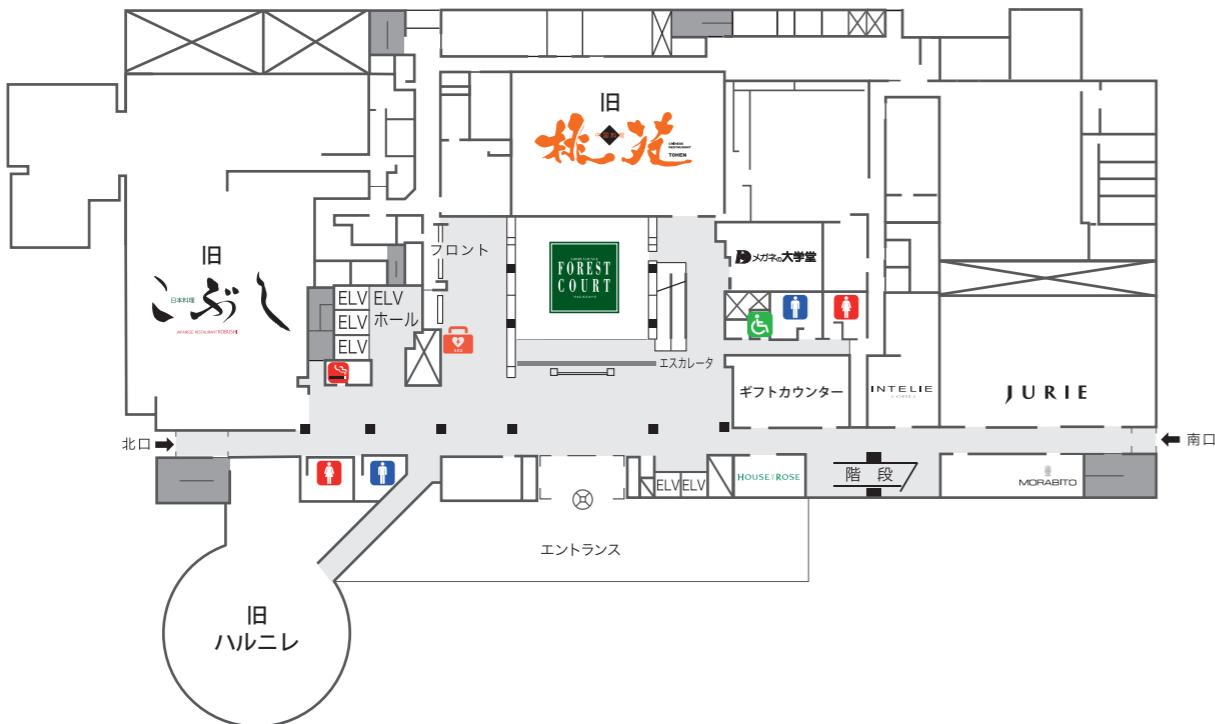 旧
桃苑
CHINESE
RESTAURANT
TOHEN
フロント
FOREST
COURT
メガネの大学堂
旧
日本料理
こぶし
JAPANESE RESTAURANT KOBUSHI
ELV
ELV
ELV
ELV
ホール
AED
エスカレータ
ギフトカウンター
INTELIE
JURIE
北口
南口
ELV
ELV
HOUSE OF ROSE
階段
MORABITO
エントランス
旧
ハルニレ